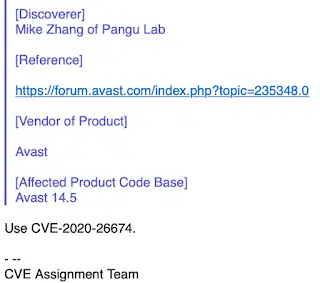 [Discoverer]
Mike Zhang of Pangu Lab
[Reference]
https://forum.avast.com/index.php?topic=235348.0
[Vendor of Product]
Avast
[Affected Product Code Base]
Avast 14.5
Use CVE-2020-26674.
- --
CVE Assignment Team